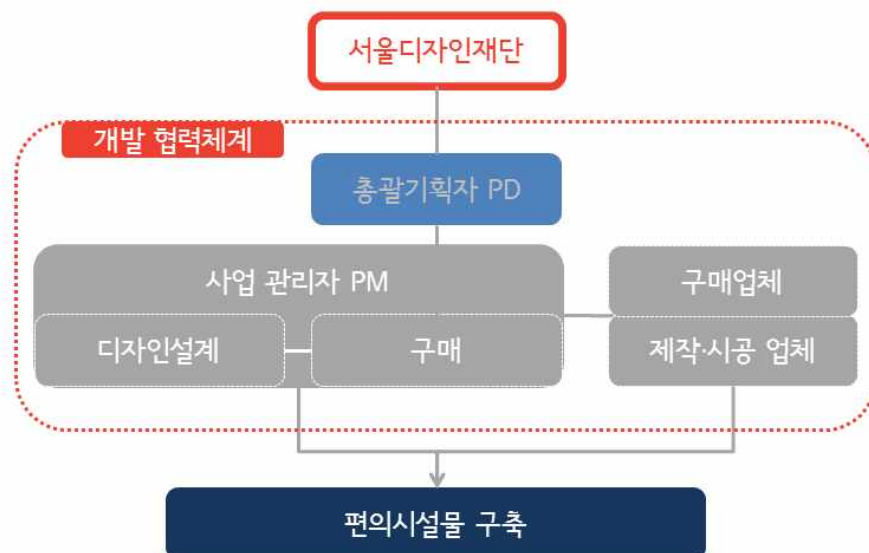 서울디자인재단
개발 협력체계
총괄기획자 PD
사업 관리자 PM
구매업체
디자인설계
구매
제작·시공 업체
편의시설물 구축